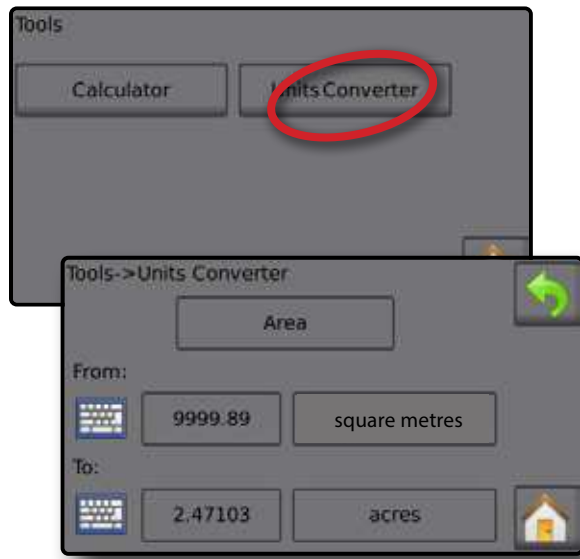 Tools
Calculator Units Converter
Tools->Units Converter
Area
From:
9999.89 square metres
To:
2.47103 acres